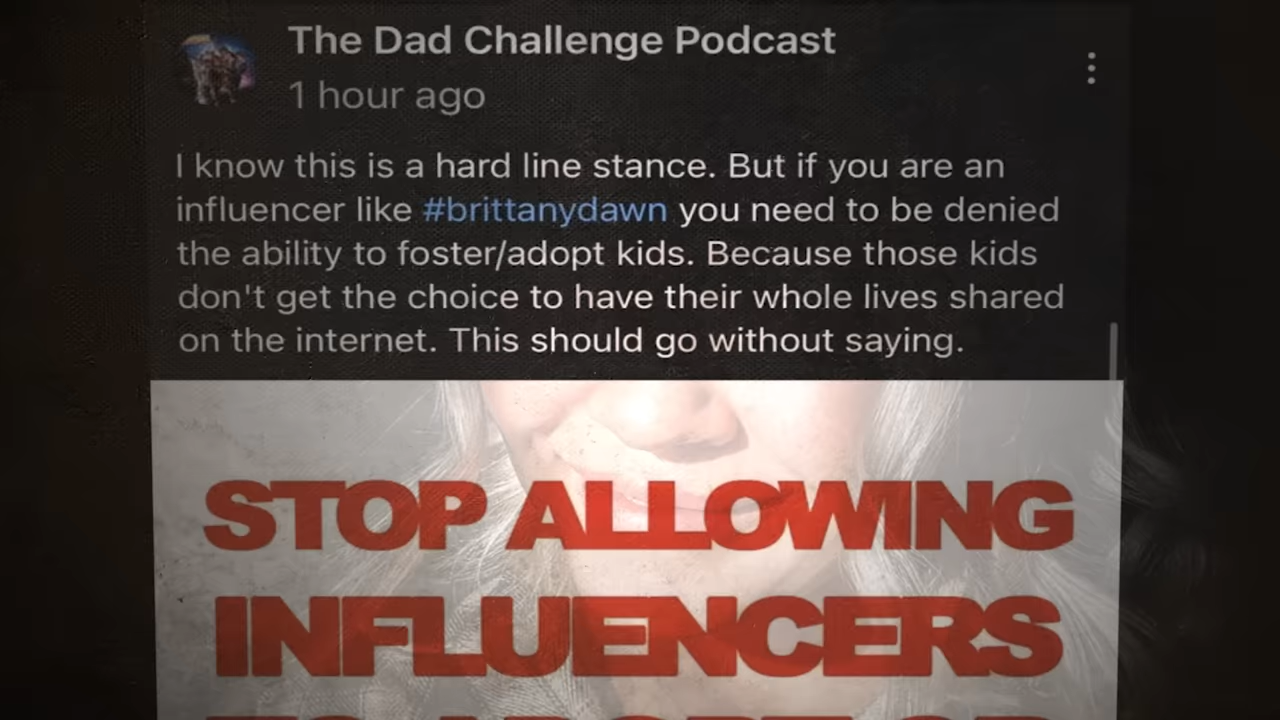 The Dad Challenge Podcast
1 hour ago
I know this is a hard line stance. But if you are an
influencer like #brittanydawn you need to be denied
the ability to foster/adopt kids. Because those kids
don't get the choice to have their whole lives shared
on the internet. This should go without saying.
STOP ALLOWING
INFLUENCERS